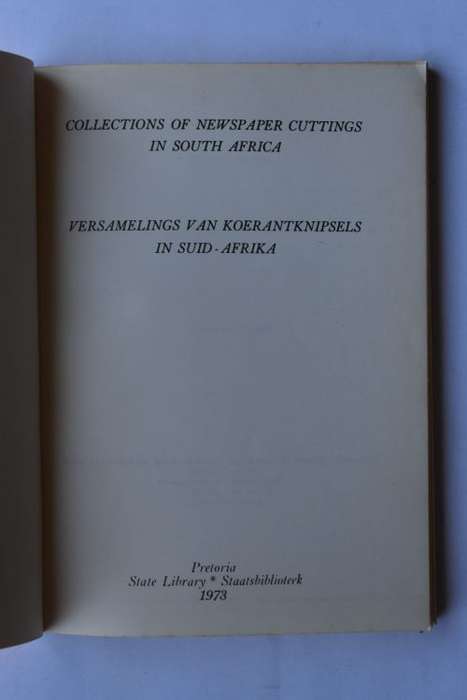 COLLECTIONS OF NEWSPAPER CUTTINGS
IN SOUTH AFRICA
VERSAMELINGS VAN KOERANTKNIPSELS
IN SUID-AFRIKA
Pretoria
State Library * Staatsbiblioteek
1973